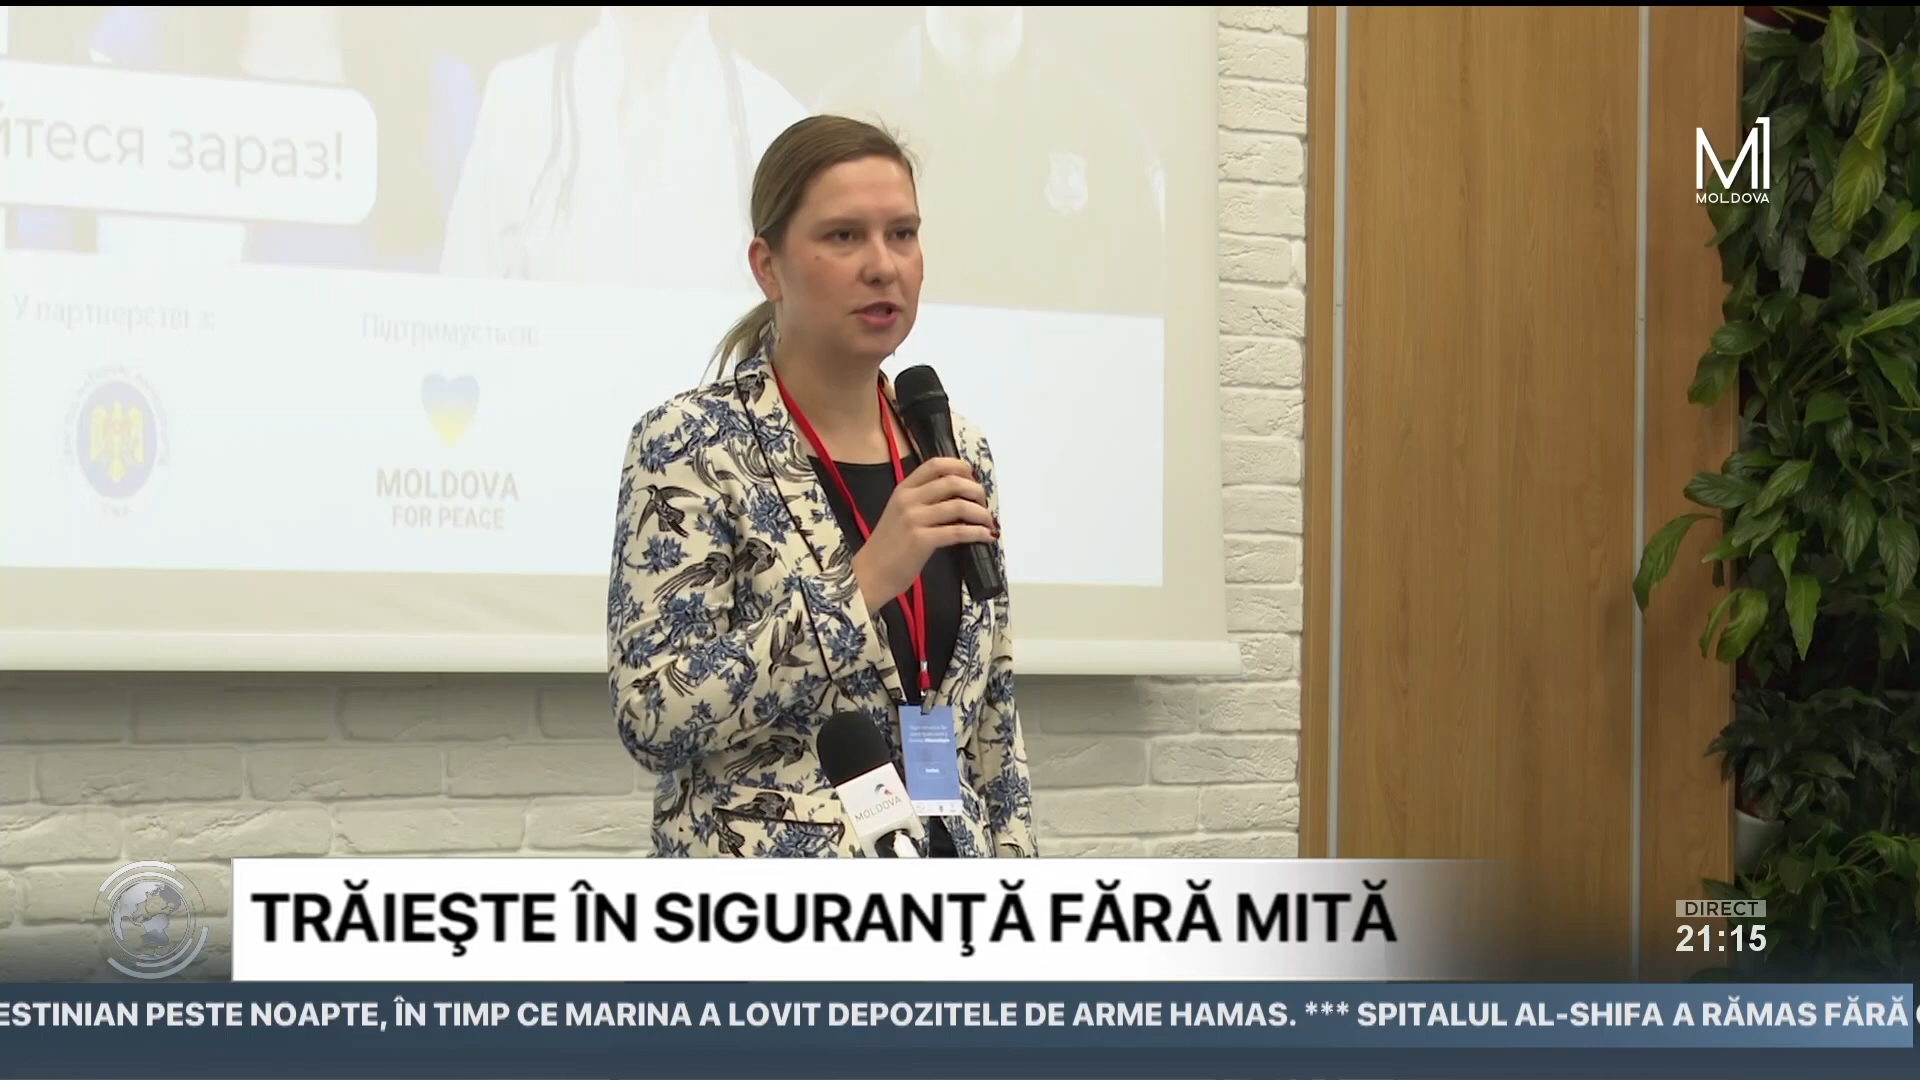 йтеся зараз!
У партнерстві з:
Підтримується:
MOLDOVA
FOR PEACE
M1
MOLDOVA
MOLDOVA
TRĂIEŞTE ÎN SIGURANŢĂ FĂRĂ MITĂ
DIRECT
21:15
ESTINIAN PESTE NOAPTE, ÎN TIMP CE MARINA A LOVIT DEPOZITELE DE ARME HAMAS. *** SPITALUL AL-SHIFA A RĂMAS FĂRĂ